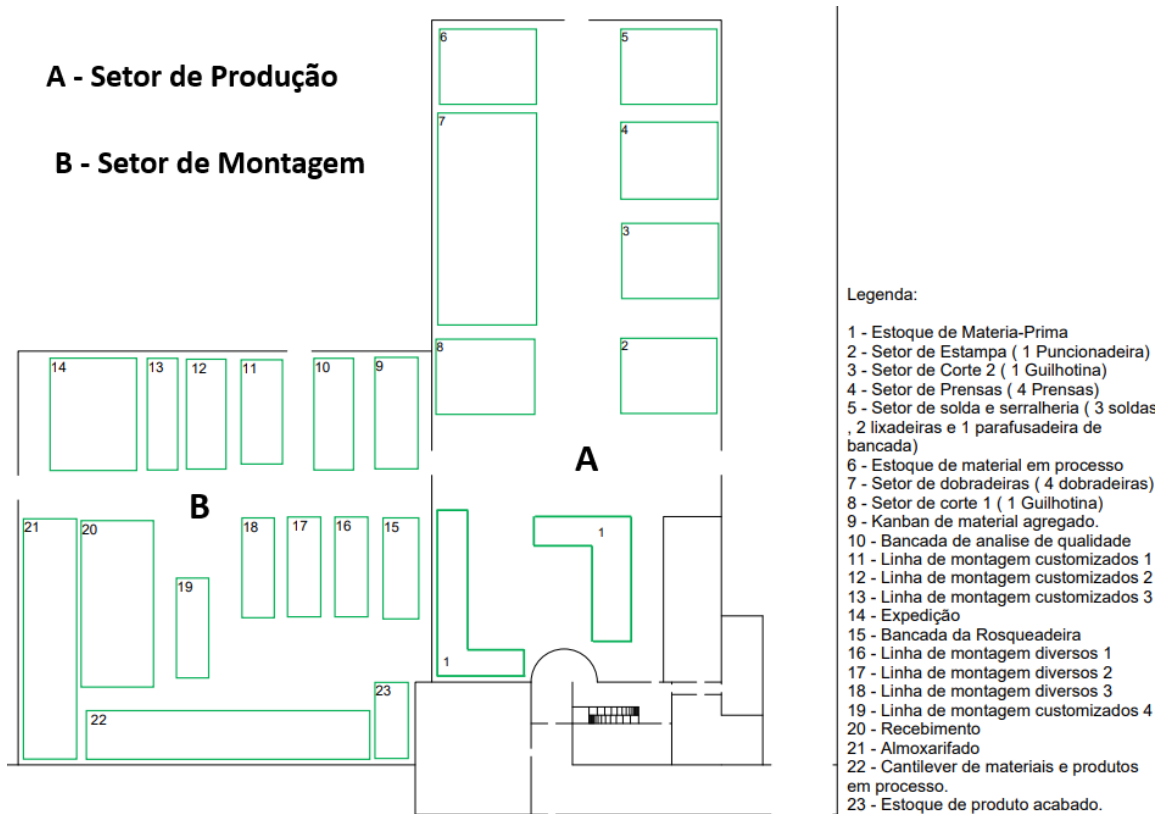 A - Setor de Produção
B - Setor de Montagem
6
5
7
4
3
8
2
14
13
12
11
10
9
A
B
21
20
18
17
16
15
19
1
1
22
23
Legenda:
1 - Estoque de Materia-Prima
2 - Setor de Estampa ( 1 Puncionadeira)
3 - Setor de Corte 2 ( 1 Guilhotina)
4 - Setor de Prensas ( 4 Prensas)
5 - Setor de solda e serralheria ( 3 soldas
, 2 lixadeiras e 1 parafusadeira de
bancada)
6 - Estoque de material em processo
7 - Setor de dobradeiras ( 4 dobradeiras)
8 - Setor de corte 1 ( 1 Guilhotina)
9 - Kanban de material agregado.
10 - Bancada de analise de qualidade
11 - Linha de montagem customizados 1
12 - Linha de montagem customizados 2
13 - Linha de montagem customizados 3
14 - Expedição
15 - Bancada da Rosqueadeira
16 - Linha de montagem diversos 1
17 - Linha de montagem diversos 2
18 - Linha de montagem diversos 3
19 - Linha de montagem customizados 4
20 - Recebimento
21 - Almoxarifado
22 - Cantilever de materiais e produtos
em processo.
23 - Estoque de produto acabado.